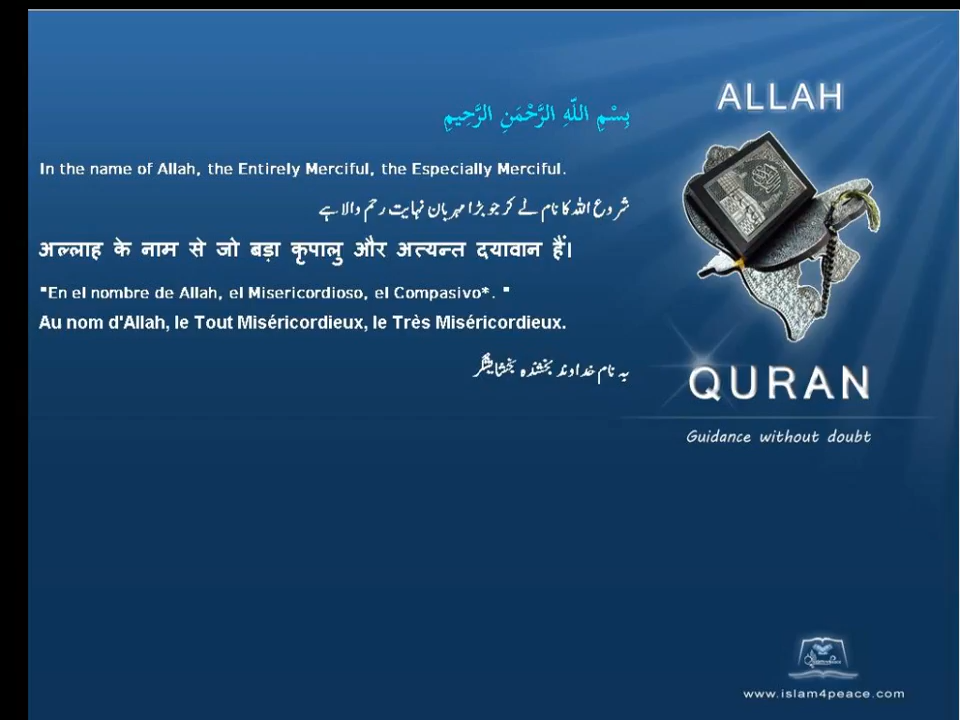 بِسْمِ اللَّهِ الرَّحْمَنِ الرَّحِيمِ
In the name of Allah, the Entirely Merciful, the Especially Merciful.
شروع اللہ کا نام لے کر جو بڑا مہربان نہایت رحم والا ہے
अल्लाह के नाम से जो बड़ा कृपालु और अत्यन्त दयावान हैं।
"En el nombre de Allah, el Misericordioso, el Compasivo*. "
Au nom d'Allah, le Tout Miséricordieux, le Très Miséricordieux.
به نام خداوند بخشنده بخشایشگر
ALLAH
QURAN
Guidance without doubt
www.islam4peace.com